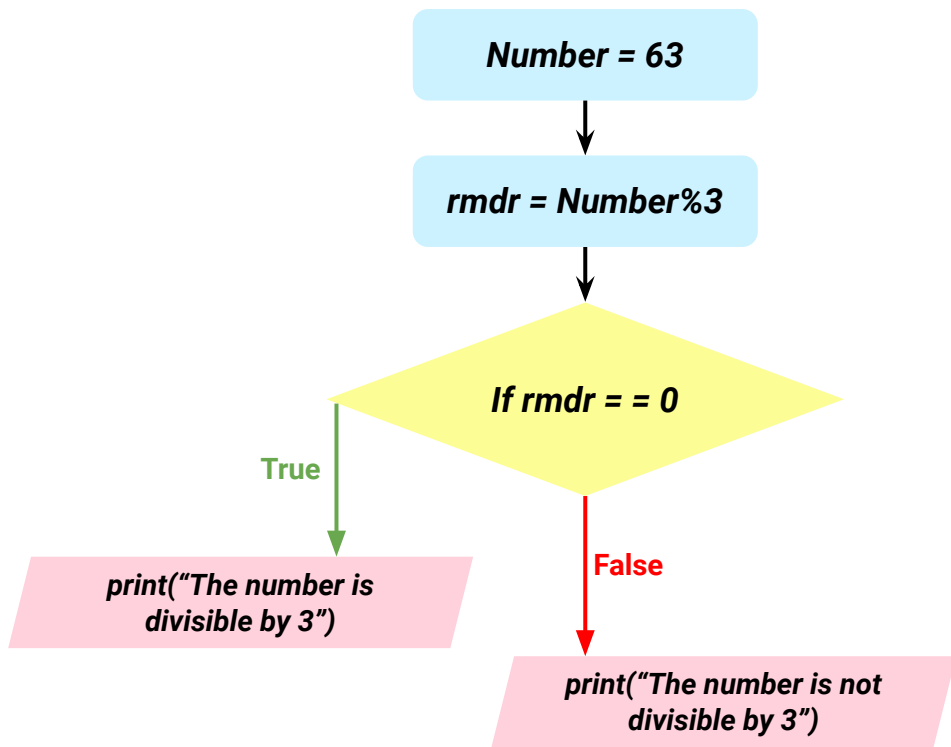 Number = 63
rmdr = Number%3
If rmdr = = 0
True
False
print(“The number is
divisible by 3”)
print(“The number is not
divisible by 3”)